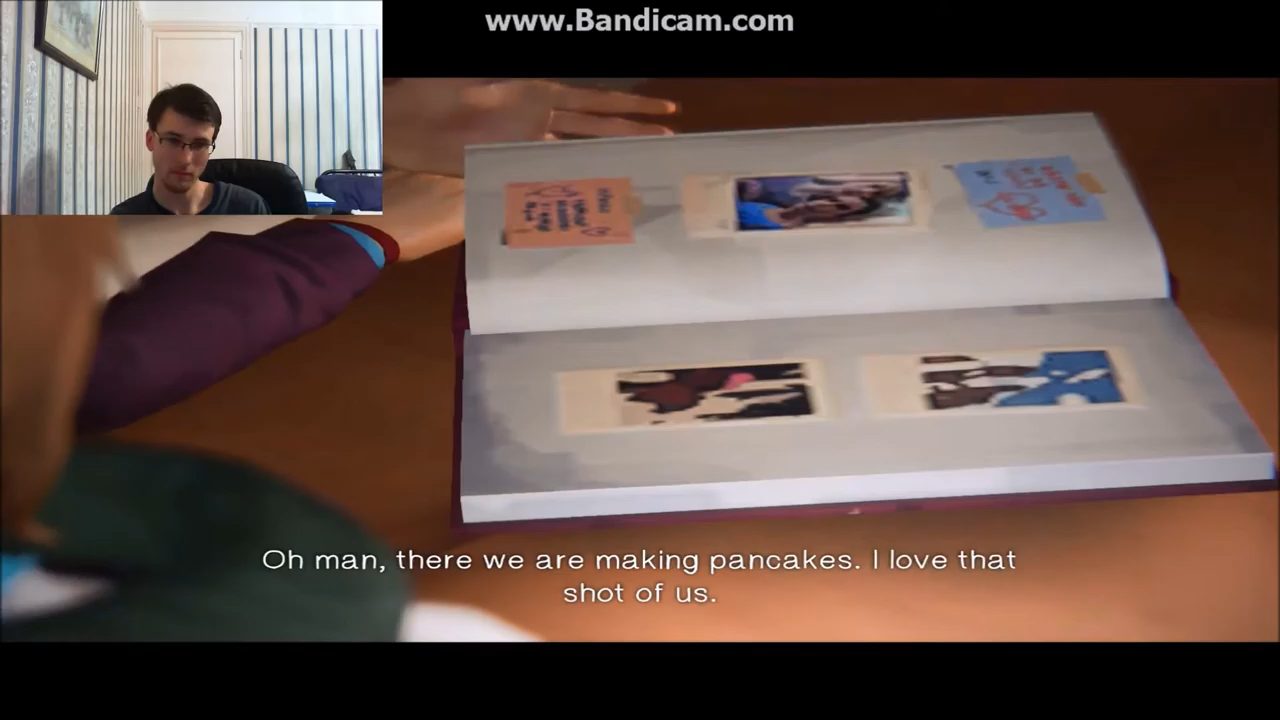 www.Bandicam.com
Oh man, there we are making pancakes. I love that
shot of us.